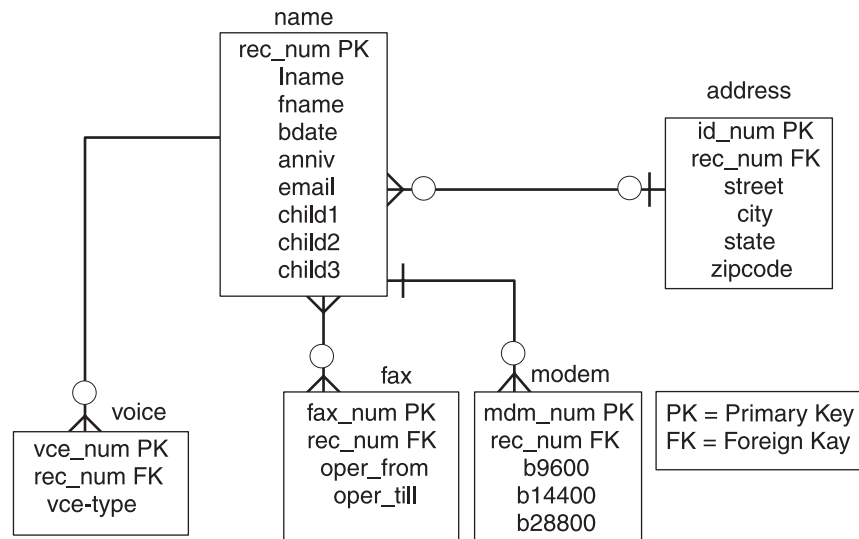 name
rec_num PK
lname
fname
bdate
anniv
email
child1
child2
child3
address
id_num PK
rec_num FK
street
city
state
zipcode
voice
vce_num PK
rec_num FK
vce-type
fax
fax_num PK
rec_num FK
oper_from
oper_till
modem
mdm_num PK
rec_num FK
b9600
b14400
b28800
PK = Primary Key
FK = Foreign Kay